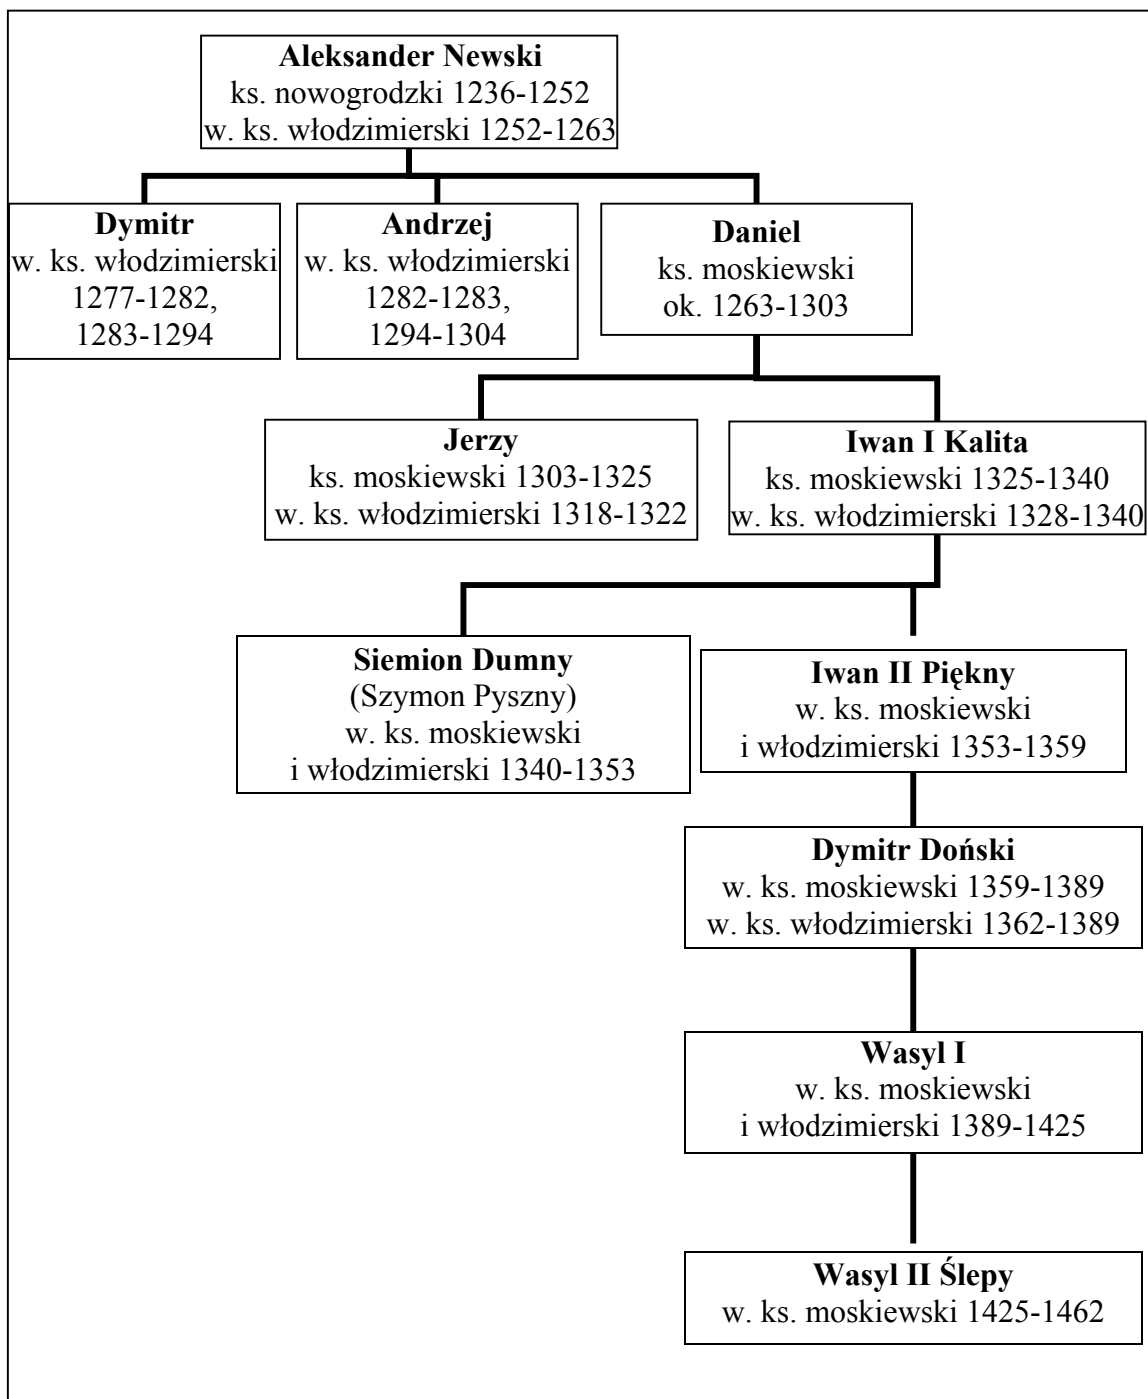 Aleksander Newski
ks. nowogrodzki 1236-1252
w. ks. włodzimierski 1252-1263
Dymitr
w. ks. włodzimierski
1277-1282,
1283-1294
Andrzej
w. ks. włodzimierski
1282-1283,
1294-1304
Daniel
ks. moskiewski
ok. 1263-1303
Jerzy
ks. moskiewski 1303-1325
w. ks. włodzimierski 1318-1322
Iwan I Kalita
ks. moskiewski 1325-1340
w. ks. włodzimierski 1328-1340
Siemion Dumny
(Szymon Pyszny)
w. ks. moskiewski
i włodzimierski 1340-1353
Iwan II Piękny
w. ks. moskiewski
i włodzimierski 1353-1359
Dymitr Doński
w. ks. moskiewski 1359-1389
w. ks. włodzimierski 1362-1389
Wasyl I
w. ks. moskiewski
i włodzimierski 1389-1425
Wasyl II Ślepy
w. ks. moskiewski 1425-1462